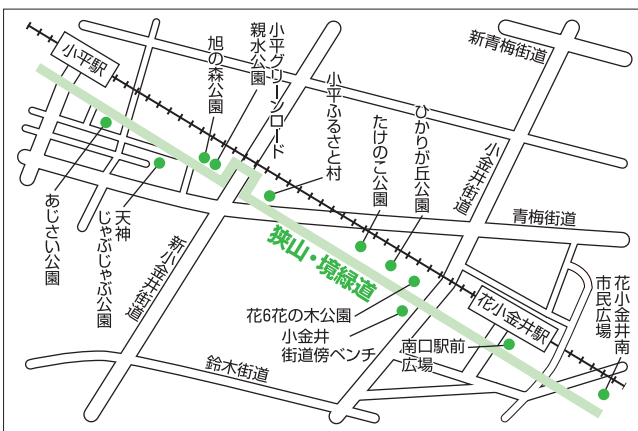 小平駅
旭の森公園
小平グリーンロード
親水公園
小平ふるさと村
たけのこ公園
ひかりが丘公園
新青梅街道
小金井街道
青梅街道
あじさい公園
天神
じゃぶじゃぶ公園
新小金井街道
狭山・境緑道
花6花の木公園
小金井
街道傍ベンチ
鈴木街道
南口駅前
広場
花小金井駅
花小金井南
市民広場